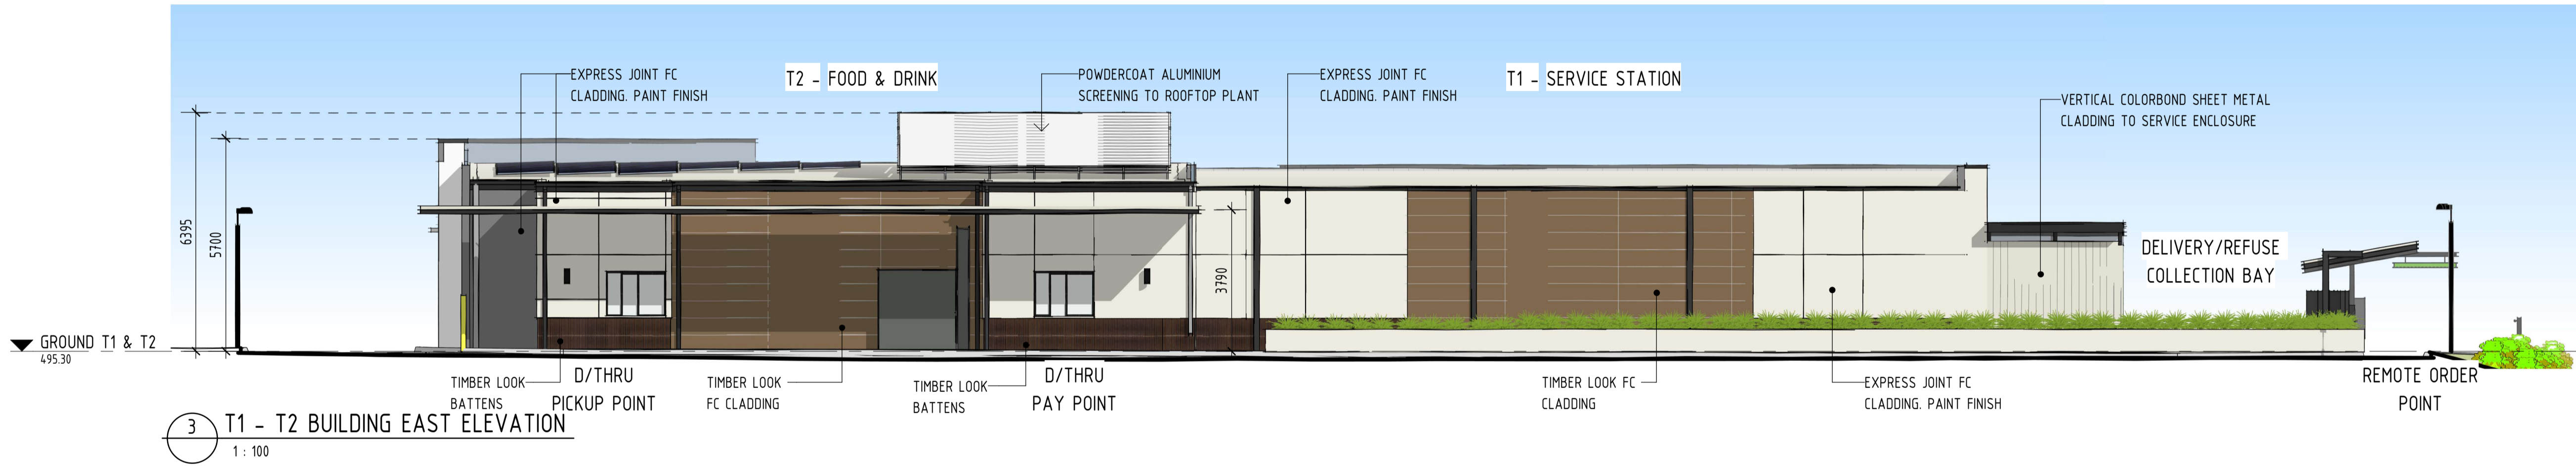 EXPRESS JOINT FC
CLADDING. PAINT FINISH
T2 - FOOD & DRINK
POWDERCOAT ALUMINIUM
SCREENING TO ROOFTOP PLANT
EXPRESS JOINT FC
CLADDING. PAINT FINISH
T1 - SERVICE STATION
VERTICAL COLORBOND SHEET METAL
CLADDING TO SERVICE ENCLOSURE
6395
5700
3790
DELIVERY/REFUSE
COLLECTION BAY
GROUND T1 & T2
495.30
TIMBER LOOK
BATTENS
D/THRU
PICKUP POINT
TIMBER LOOK
FC CLADDING
TIMBER LOOK
BATTENS
D/THRU
PAY POINT
TIMBER LOOK FC
CLADDING
EXPRESS JOINT FC
CLADDING. PAINT FINISH
REMOTE ORDER
POINT
3
T1 - T2 BUILDING EAST ELEVATION
1 : 100